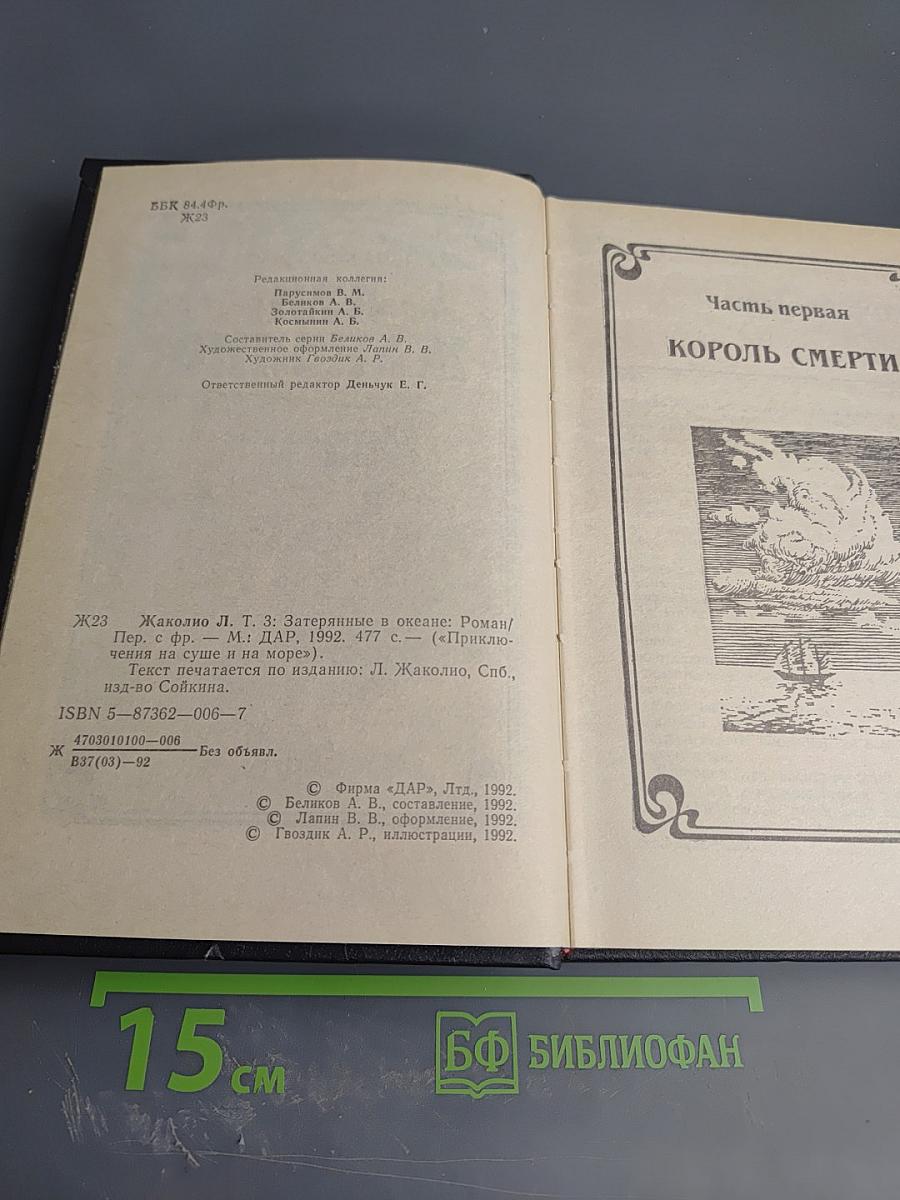 ББК 84.4Фр.
Ж23
Редакционная коллегия:
Парусимов В. М.
Беликов А. В.
Золотайкин А. Б.
Космынин А. Б.
Составитель серии Беликов А. В.
Художественное оформление Лапин В. В.
Художник Гвоздик А. Р.
Ответственный редактор Деньчук Е. Г.
Ж23 Жаколио Л. Т. 3: Затерянные в океане: Роман/
Пер. с фр. — М.: ДАР, 1992. 477 с. — («Приклю-
чения на суше и на море»).
Текст печатается по изданию: Л. Жаколио, Спб.,
изд-во Сойкина.
ISBN 5—87362—006—7
Ж 4703010100—006
В37(03)—92 —Без объявл.
© Фирма «ДАР», Лтд., 1992.
© Беликов А. В., составление, 1992.
© Лапин В. В., оформление, 1992.
© Гвоздик А. Р., иллюстрации, 1992.
Часть первая
КОРОЛЬ СМЕРТИ
15 см
БФ БИБЛИОФАН